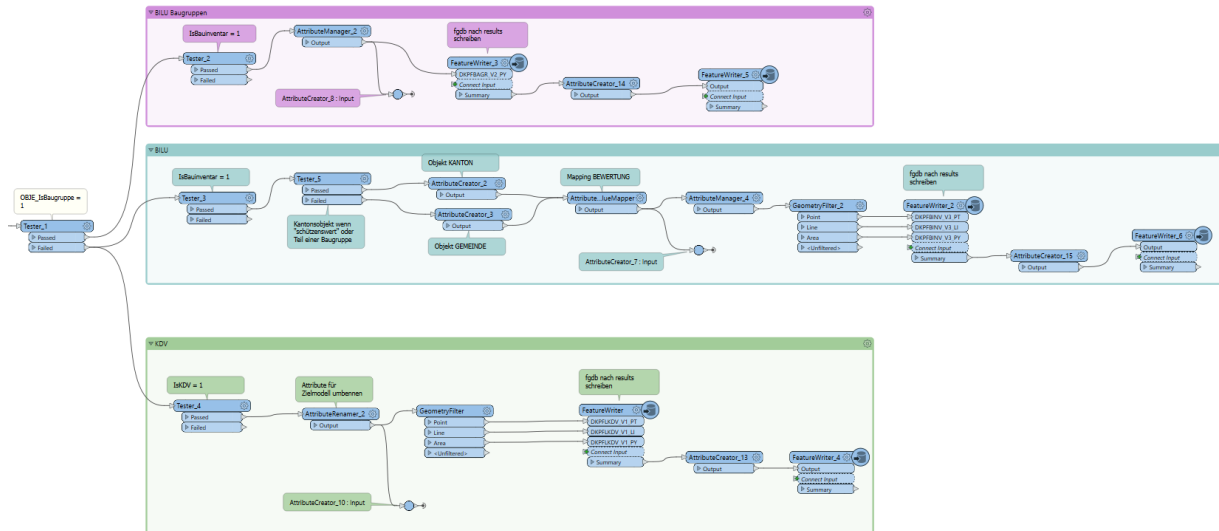 BILU Baugruppen
IsBauinventar = 1
Tester_2
Passed
Failed
AttributeManager_2
Output
AttributeCreator_8 : Input
fgdb nach results
schreiben
FeatureWriter_3
DKPFBAGR_V2_PY
Connect Input
Summary
AttributeCreator_14
Output
FeatureWriter_5
Output
Connect Input
Summary
OBJE_IsBaugruppe =
1
Tester_1
Passed
Failed
BILU
IsBauinventar = 1
Tester_3
Passed
Failed
Tester_5
Passed
Failed
Kantonsobjekt wenn
"schützenswert" oder
Teil einer Baugruppe
Objekt KANTON
AttributeCreator_2
Output
AttributeCreator_3
Output
Objekt GEMEINDE
Mapping BEWERTUNG
Attribute...lueMapper
Output
AttributeCreator_7 : Input
AttributeManager_4
Output
GeometryFilter_2
Point
Line
Area
<Unfiltered>
fgdb nach results
schreiben
FeatureWriter_2
DKPFBINV_V3_PT
DKPFBINV_V3_LI
DKPFBINV_V3_PY
Connect Input
Summary
AttributeCreator_15
Output
FeatureWriter_6
Output
Connect Input
Summary
KDV
IsKDV = 1
Tester_4
Passed
Failed
Attribute für
Zielmodell umbennen
AttributeRenamer_2
Output
AttributeCreator_10 : Input
GeometryFilter
Point
Line
Area
<Unfiltered>
fgdb nach results
schreiben
FeatureWriter
DKPFLKDV_V1_PT
DKPFLKDV_V1_LI
DKPFLKDV_V1_PY
Connect Input
Summary
AttributeCreator_13
Output
FeatureWriter_4
Output
Connect Input
Summary